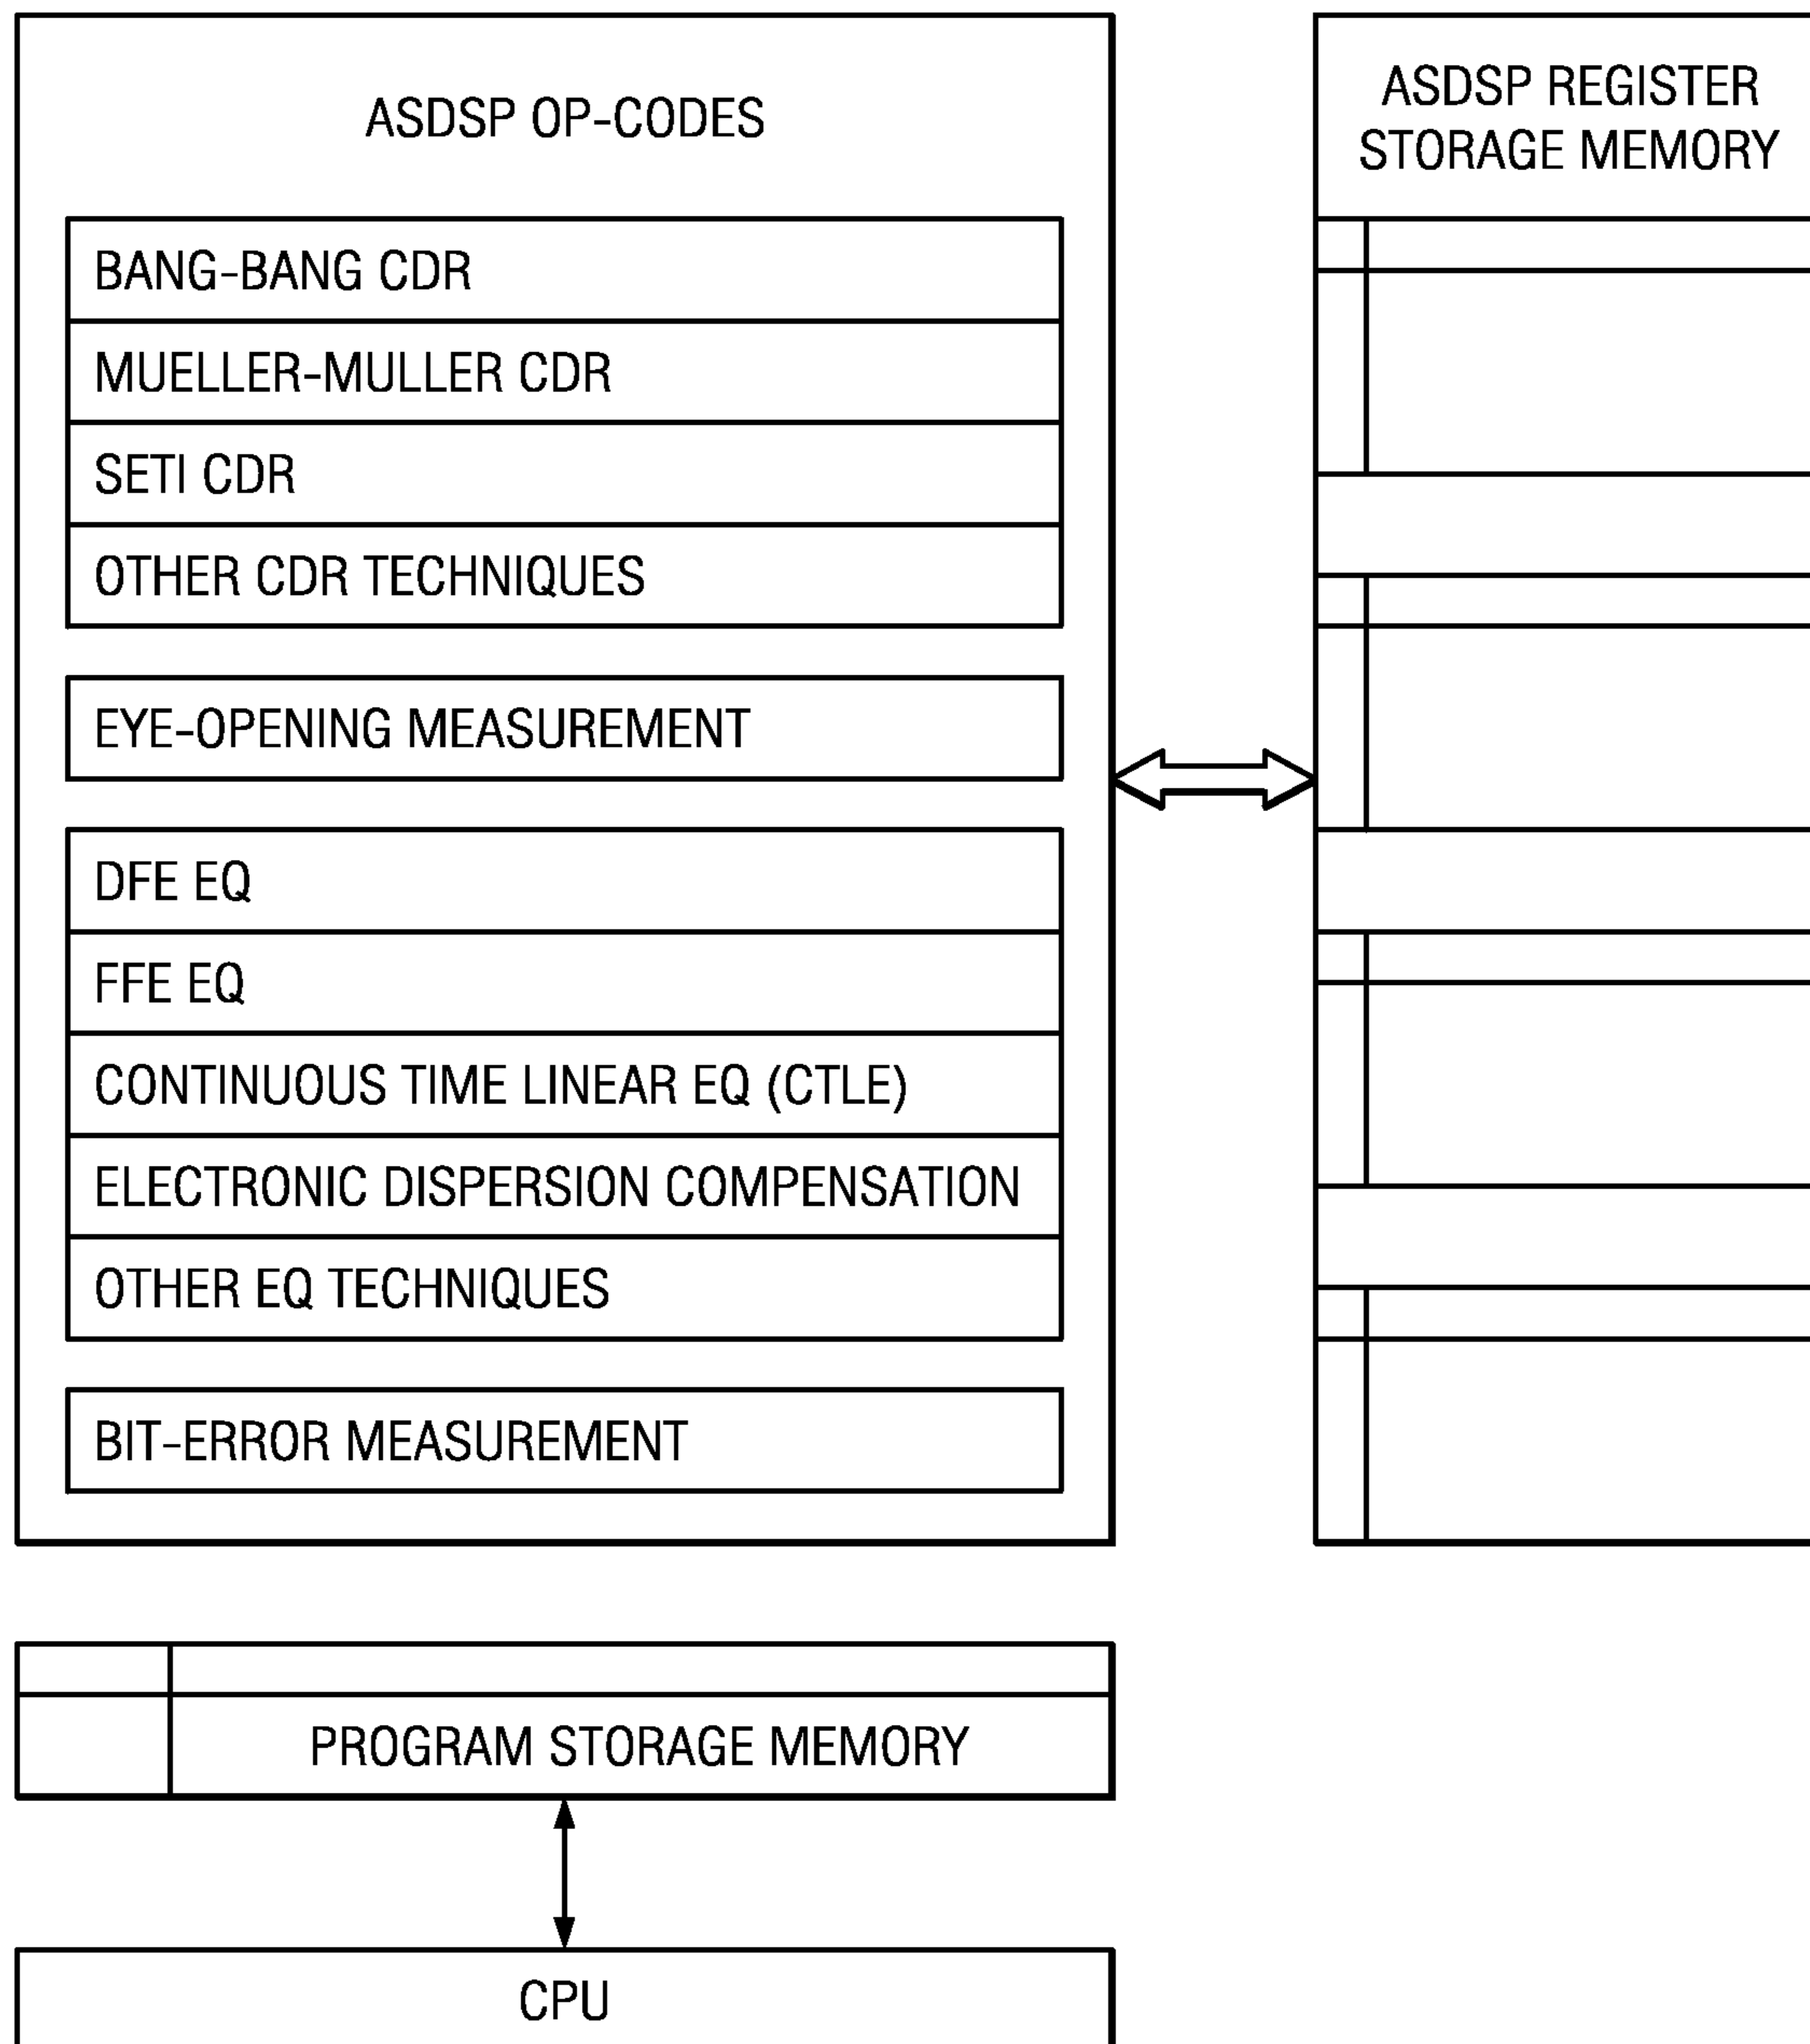 ASDSP OP-CODES
BANG-BANG CDR
MUELLER-MULLER CDR
SETI CDR
OTHER CDR TECHNIQUES
EYE-OPENING MEASUREMENT
DFE EQ
FFE EQ
CONTINUOUS TIME LINEAR EQ (CTLE)
ELECTRONIC DISPERSION COMPENSATION
OTHER EQ TECHNIQUES
BIT-ERROR MEASUREMENT
ASDSP REGISTER
STORAGE MEMORY
PROGRAM STORAGE MEMORY
CPU